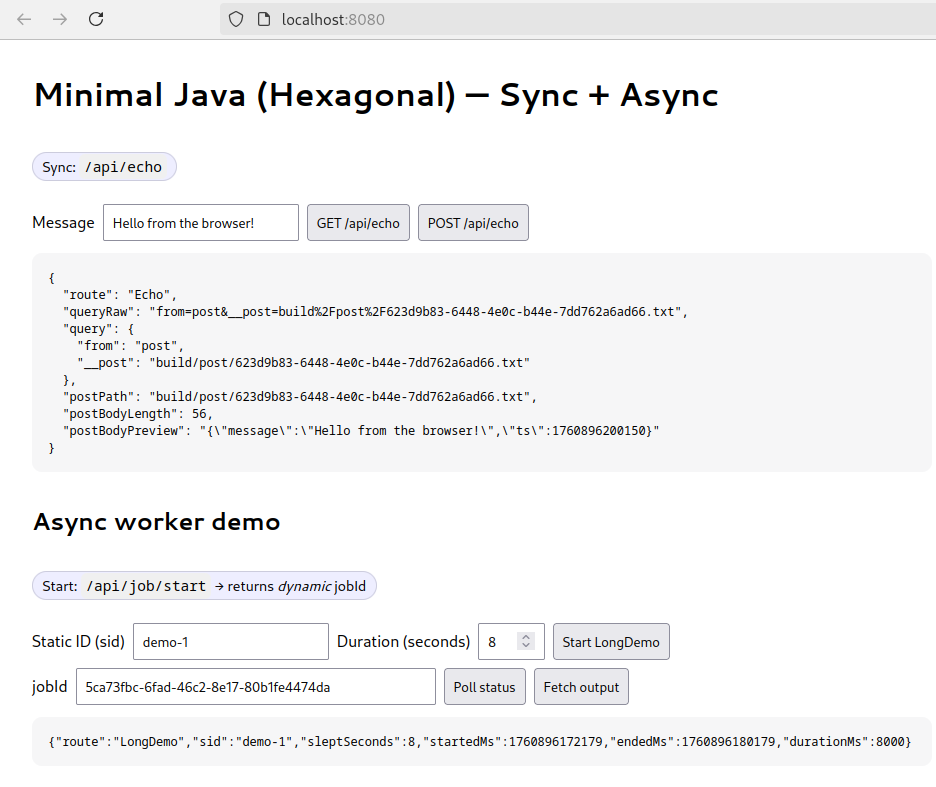 localhost:8080
Minimal Java (Hexagonal) — Sync + Async
Sync: /api/echo
Message Hello from the browser! GET /api/echo POST /api/echo
{
  "route": "Echo",
  "queryRaw": "from=post&__post=build%2Fpost%2F623d9b83-6448-4e0c-b44e-7dd762a6ad66.txt",
  "query": {
    "from": "post",
    "__post": "build/post/623d9b83-6448-4e0c-b44e-7dd762a6ad66.txt"
  },
  "postPath": "build/post/623d9b83-6448-4e0c-b44e-7dd762a6ad66.txt",
  "postBodyLength": 56,
  "postBodyPreview": "{\"message\":\"Hello from the browser!\",\"ts\":1760896200150}"
}
Async worker demo
Start: /api/job/start → returns dynamic jobId
Static ID (sid) demo-1 Duration (seconds) 8 Start LongDemo
jobId 5ca73fbc-6fad-46c2-8e17-80b1fe4474da Poll status Fetch output
{"route":"LongDemo","sid":"demo-1","sleptSeconds":8,"startedMs":1760896172179,"endedMs":1760896180179,"durationMs":8000}